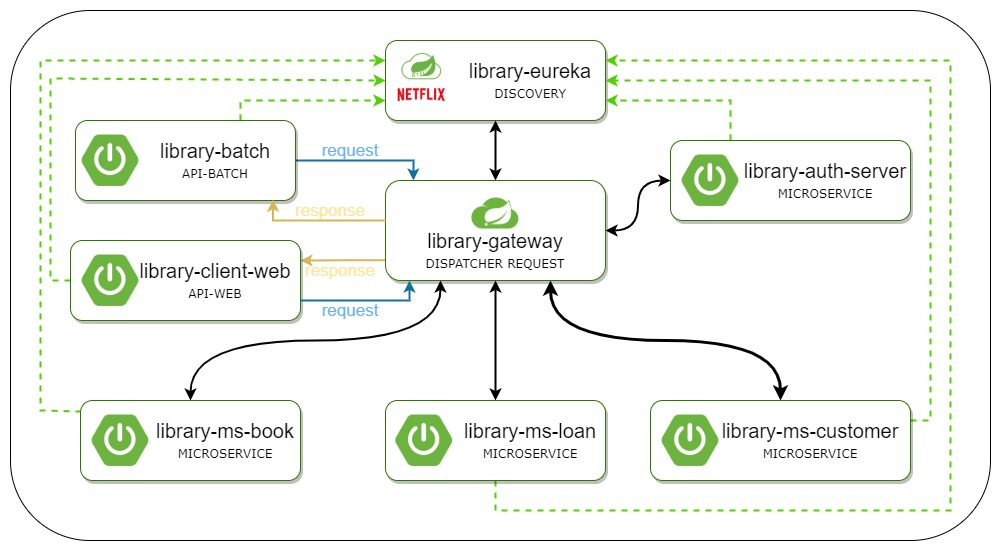 library-eureka
NETFLIX
DISCOVERY
library-batch
API-BATCH
request
library-auth-server
MICROSERVICE
response
library-gateway
DISPATCHER REQUEST
library-client-web
API-WEB
response
request
library-ms-book
MICROSERVICE
library-ms-loan
MICROSERVICE
library-ms-customer
MICROSERVICE